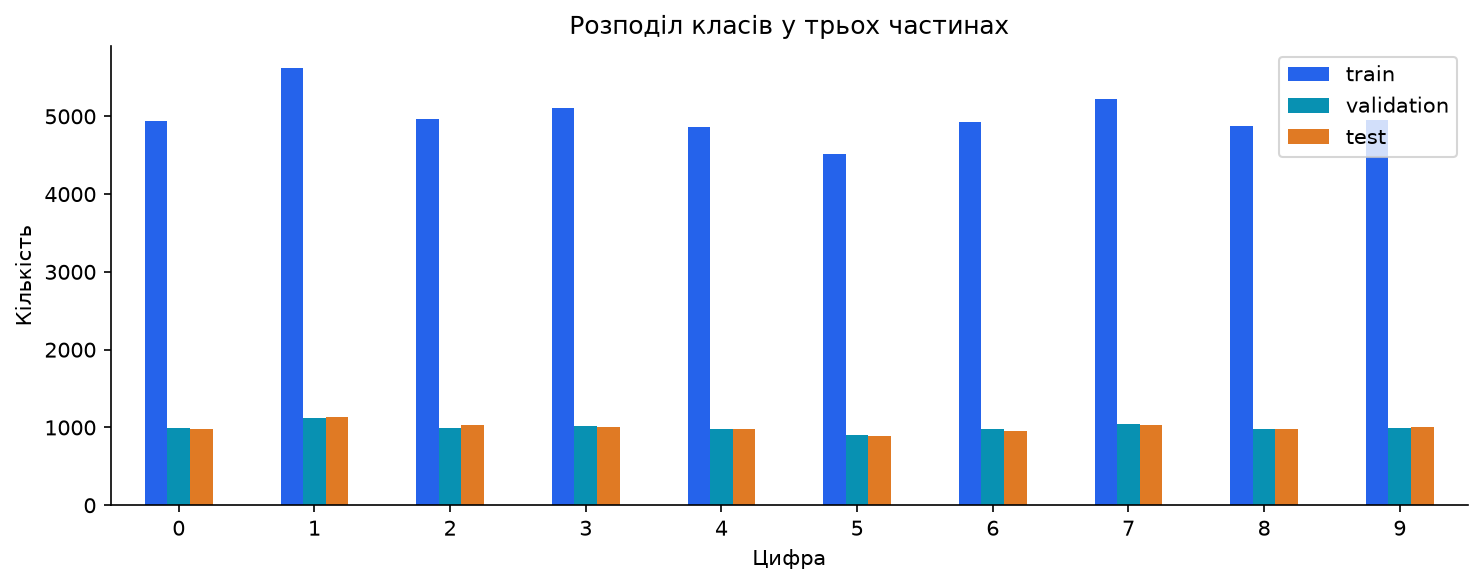 Розподіл класів у трьох частинах
train
validation
test
Кількість
5000
4000
3000
2000
1000
0
0 1 2 3 4 5 6 7 8 9
Цифра